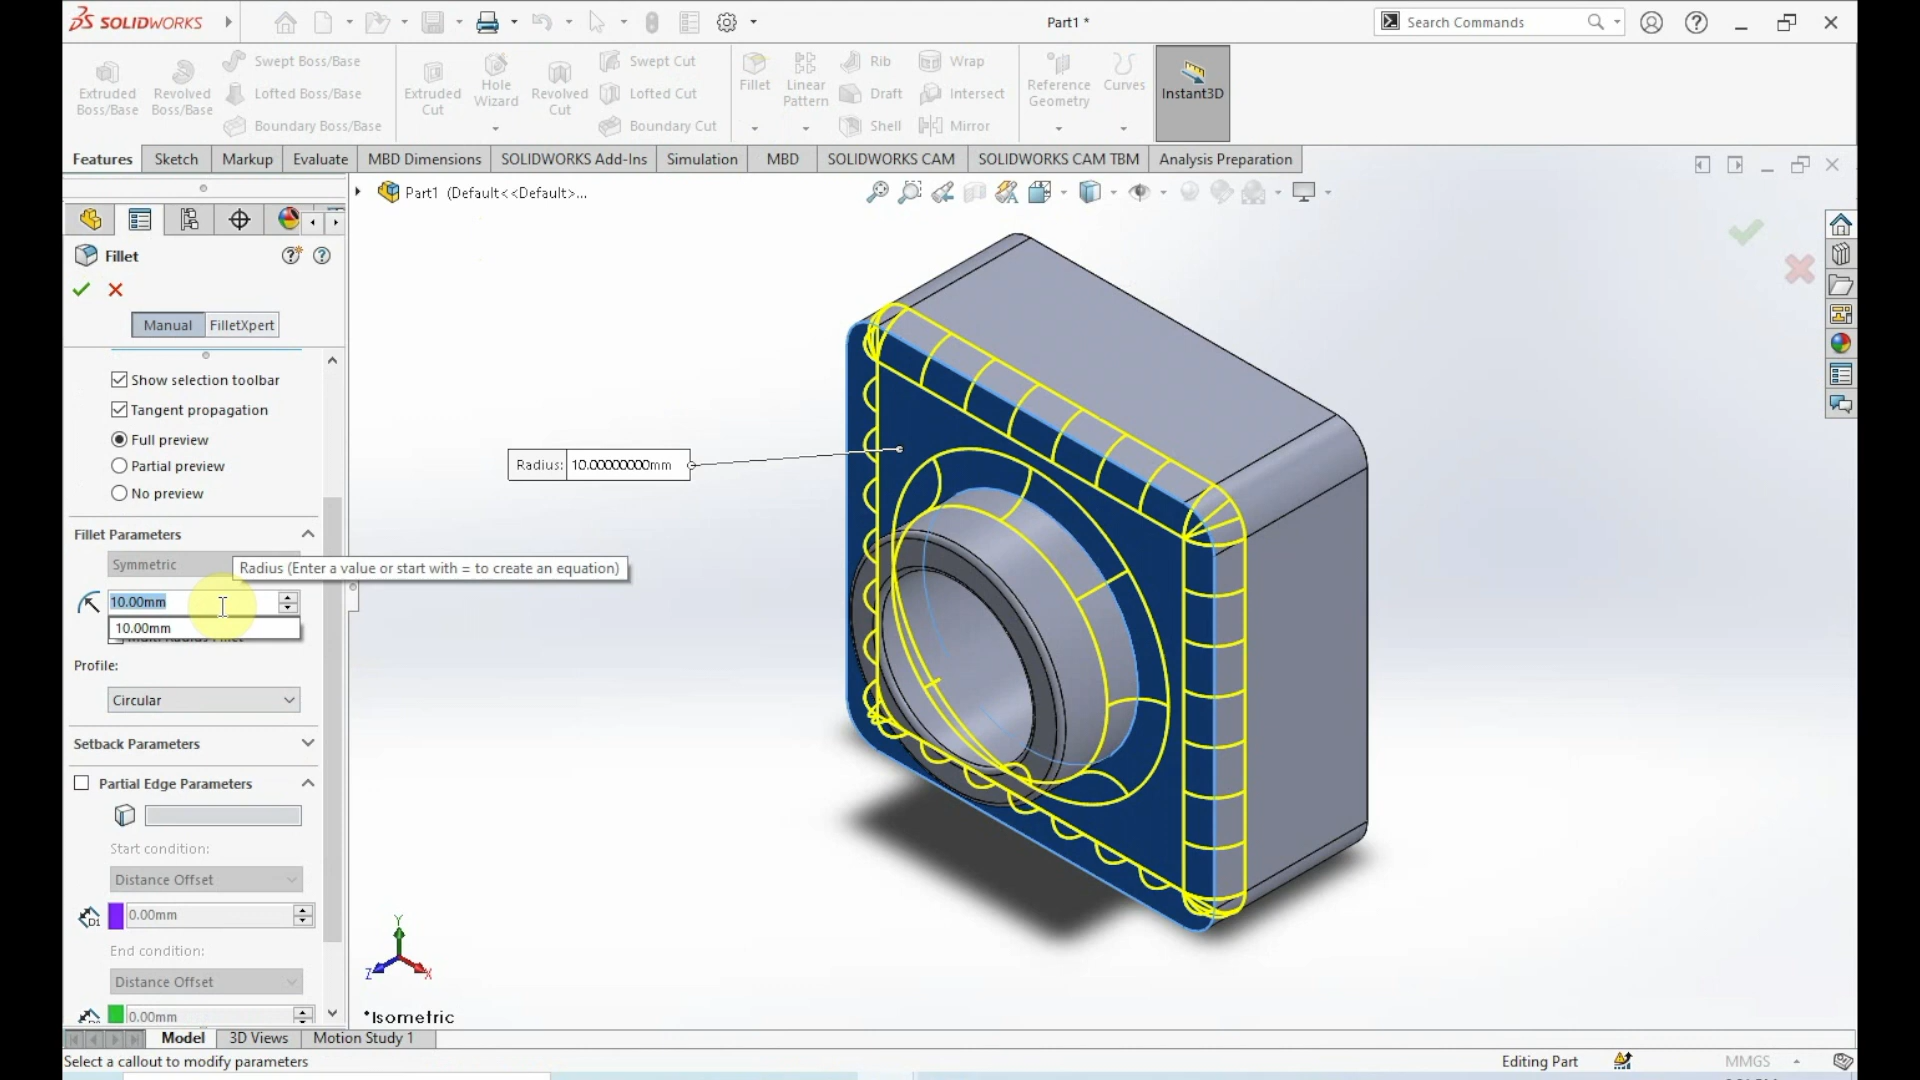 SOLIDWORKS
Part1 *
Search Commands
Extruded Boss/Base
Revolved Boss/Base
Swept Boss/Base
Lofted Boss/Base
Boundary Boss/Base
Extruded Cut
Hole Wizard
Revolved Cut
Swept Cut
Lofted Cut
Boundary Cut
Fillet
Linear Pattern
Rib
Draft
Shell
Wrap
Intersect
Mirror
Reference Geometry
Curves
Instant3D
Features
Sketch
Markup
Evaluate
MBD Dimensions
SOLIDWORKS Add-Ins
Simulation
MBD
SOLIDWORKS CAM
SOLIDWORKS CAM TBM
Analysis Preparation
Part1 (Default<<Default>...
Fillet
Manual
FilletXpert
Show selection toolbar
Tangent propagation
Full preview
Partial preview
No preview
Fillet Parameters
Symmetric
Radius (Enter a value or start with = to create an equation)
10.00mm
10.00mm
Profile:
Circular
Setback Parameters
Partial Edge Parameters
Start condition:
Distance Offset
D1
0.00mm
End condition:
Distance Offset
0.00mm
Radius: 10.00000000mm
Y
Z
X
*Isometric
Model
3D Views
Motion Study 1
Select a callout to modify parameters
Editing Part
MMGS